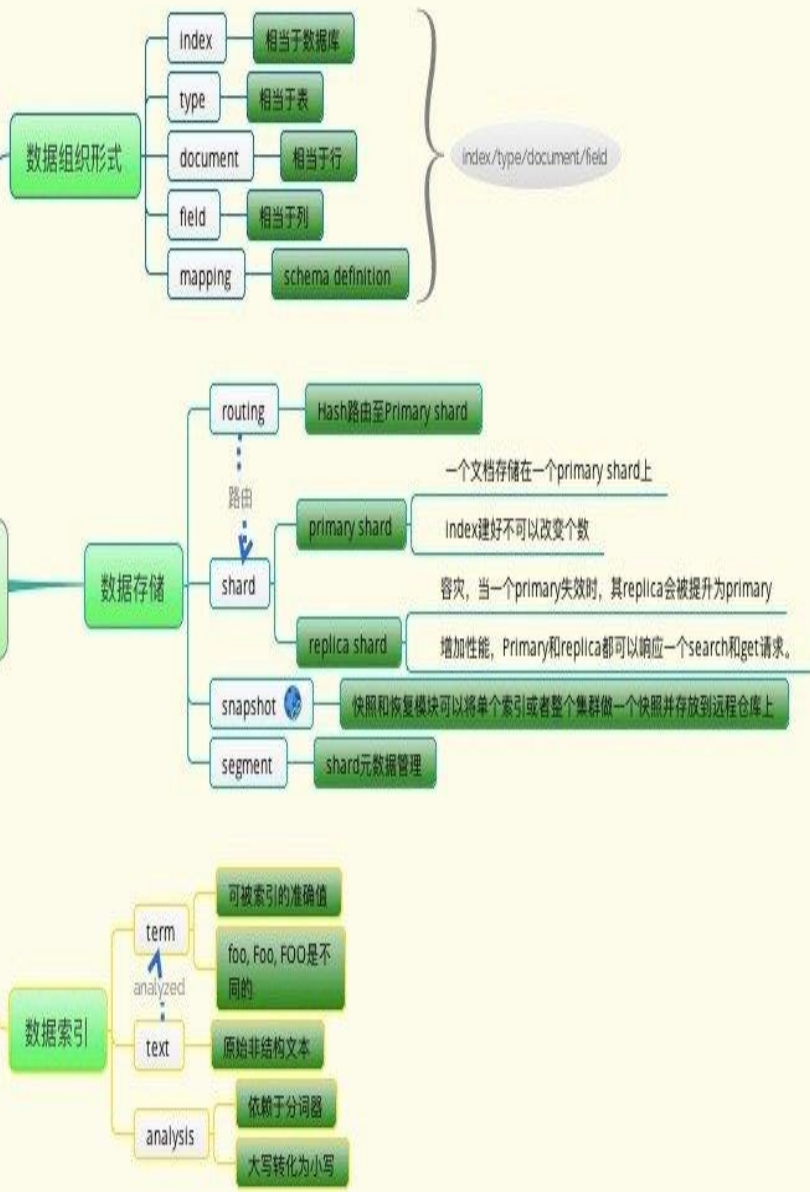 index
相当于数据库
type
相当于表
数据组织形式
document
相当于行
index/type/document/field
field
相当于列
mapping
schema definition
routing
Hash路由至Primary shard
路由
一个文档存储在一个primary shard上
primary shard
index建好不可以改变个数
数据存储
shard
容灾，当一个primary失效时，其replica会被提升为primary
replica shard
增加性能，Primary和replica都可以响应一个search和get请求。
snapshot
快照和恢复模块可以将单个索引或者整个集群做一个快照并存放到远程仓库上
segment
shard元数据管理
可被索引的准确值
term
foo, Foo, FOO是不
同的
analyzed
数据索引
text
原始非结构文本
依赖于分词器
analysis
大写转化为小写